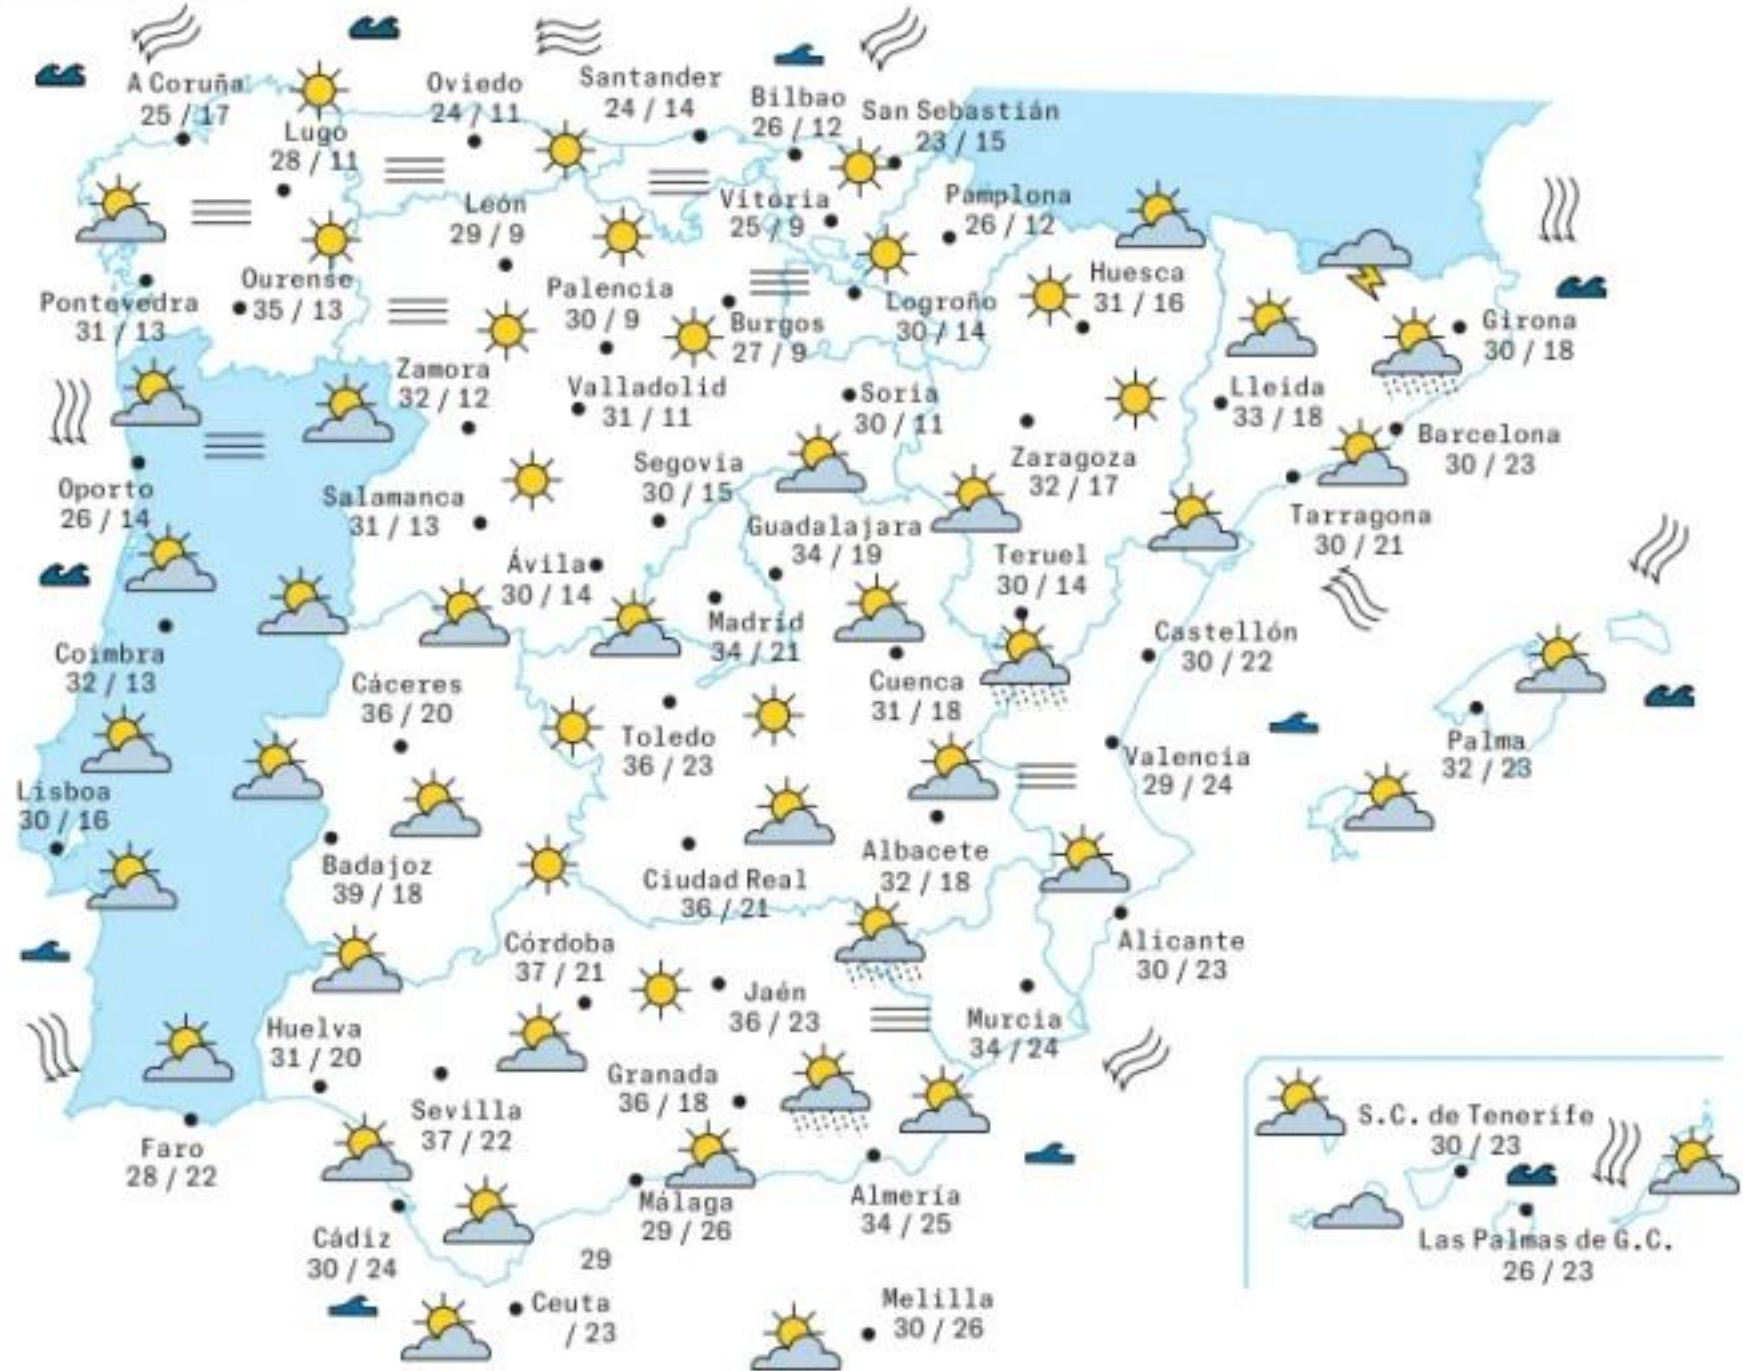 A Coruña
25 / 17
Lugo
28 / 11
Oviedo
24 / 11
Santander
24 / 14
Bilbao
26 / 12
San Sebastián
23 / 15
Vitoria
25 / 9
Pamplona
26 / 12
León
29 / 9
Pontevedra
31 / 13
Ourense
35 / 13
Palencia
30 / 9
Burgos
27 / 9
Logroño
30 / 14
Huesca
31 / 16
Girona
30 / 18
Zamora
32 / 12
Valladolid
31 / 11
Soria
30 / 11
Lleida
33 / 18
Barcelona
30 / 23
Oporto
26 / 14
Salamanca
31 / 13
Segovia
30 / 15
Zaragoza
32 / 17
Tarragona
30 / 21
Guadalajara
34 / 19
Ávila
30 / 14
Teruel
30 / 14
Madrid
34 / 21
Castellón
30 / 22
Coimbra
32 / 13
Cáceres
36 / 20
Cuenca
31 / 18
Toledo
36 / 23
Valencia
29 / 24
Palma
32 / 23
Lisboa
30 / 16
Badajoz
39 / 18
Ciudad Real
36 / 21
Albacete
32 / 18
Alicante
30 / 23
Córdoba
37 / 21
Jaén
36 / 23
Murcia
34 / 24
Huelva
31 / 20
Granada
36 / 18
Sevilla
37 / 22
Faro
28 / 22
Málaga
29 / 26
Almería
34 / 25
Cádiz
30 / 24
29
Ceuta
/ 23
Melilla
30 / 26
S.C. de Tenerife
30 / 23
Las Palmas de G.C.
26 / 23